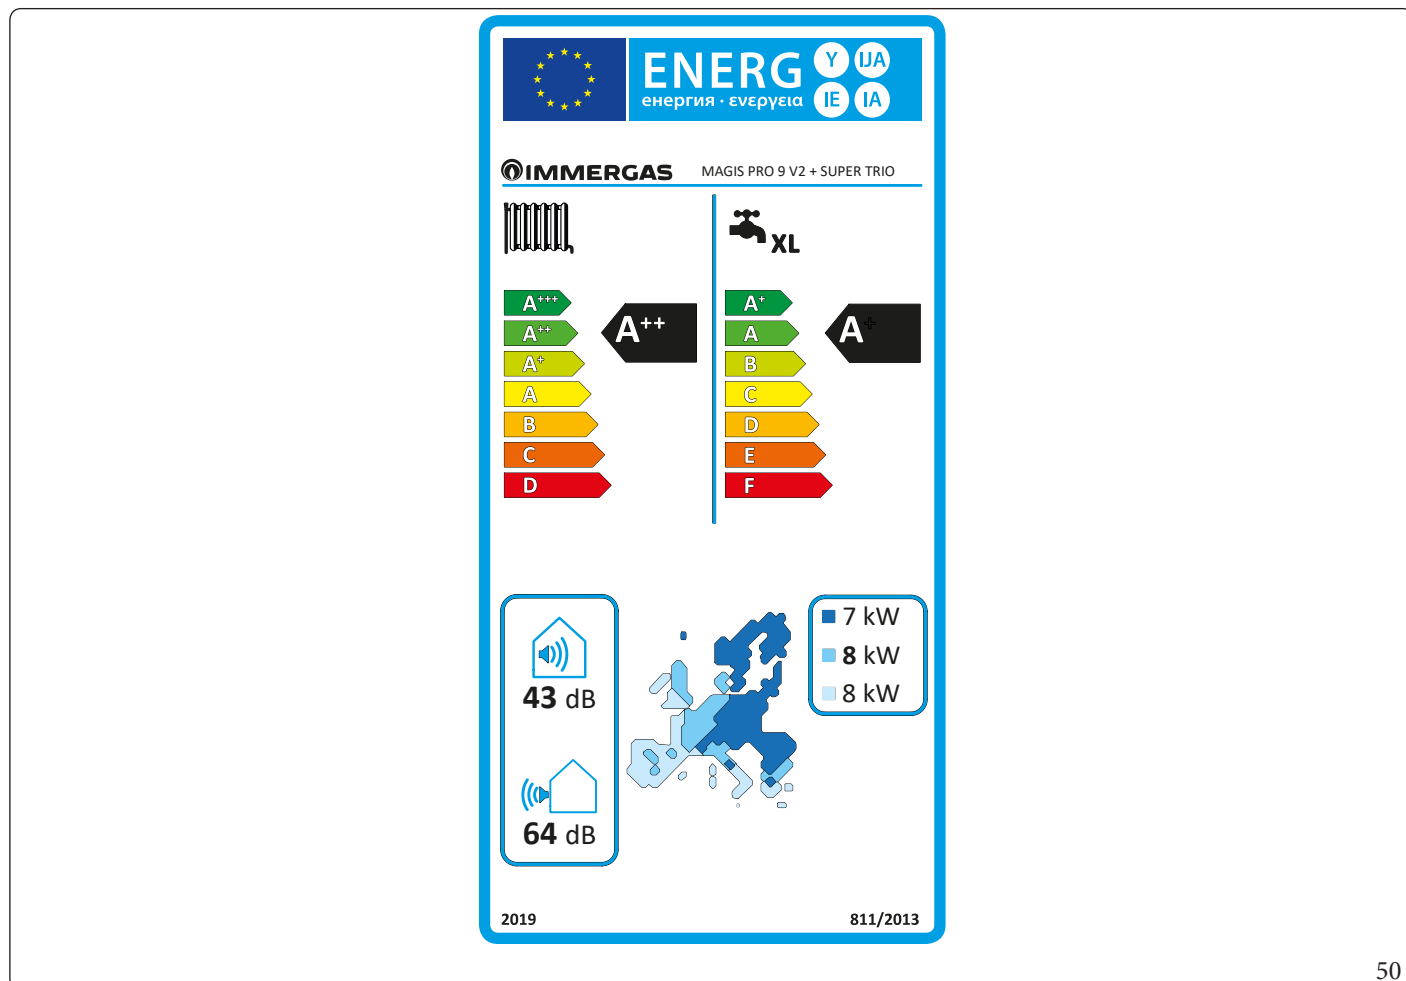 ENERG
енергия · ενεργεια
Y
IJA
IE
IA
IMMERGAS
MAGIS PRO 9 V2 + SUPER TRIO
XL
A+++
A++
A+
A
B
C
D
A++
A+
A
B
C
D
E
F
A+
43 dB
64 dB
7 kW
8 kW
8 kW
2019
811/2013
50